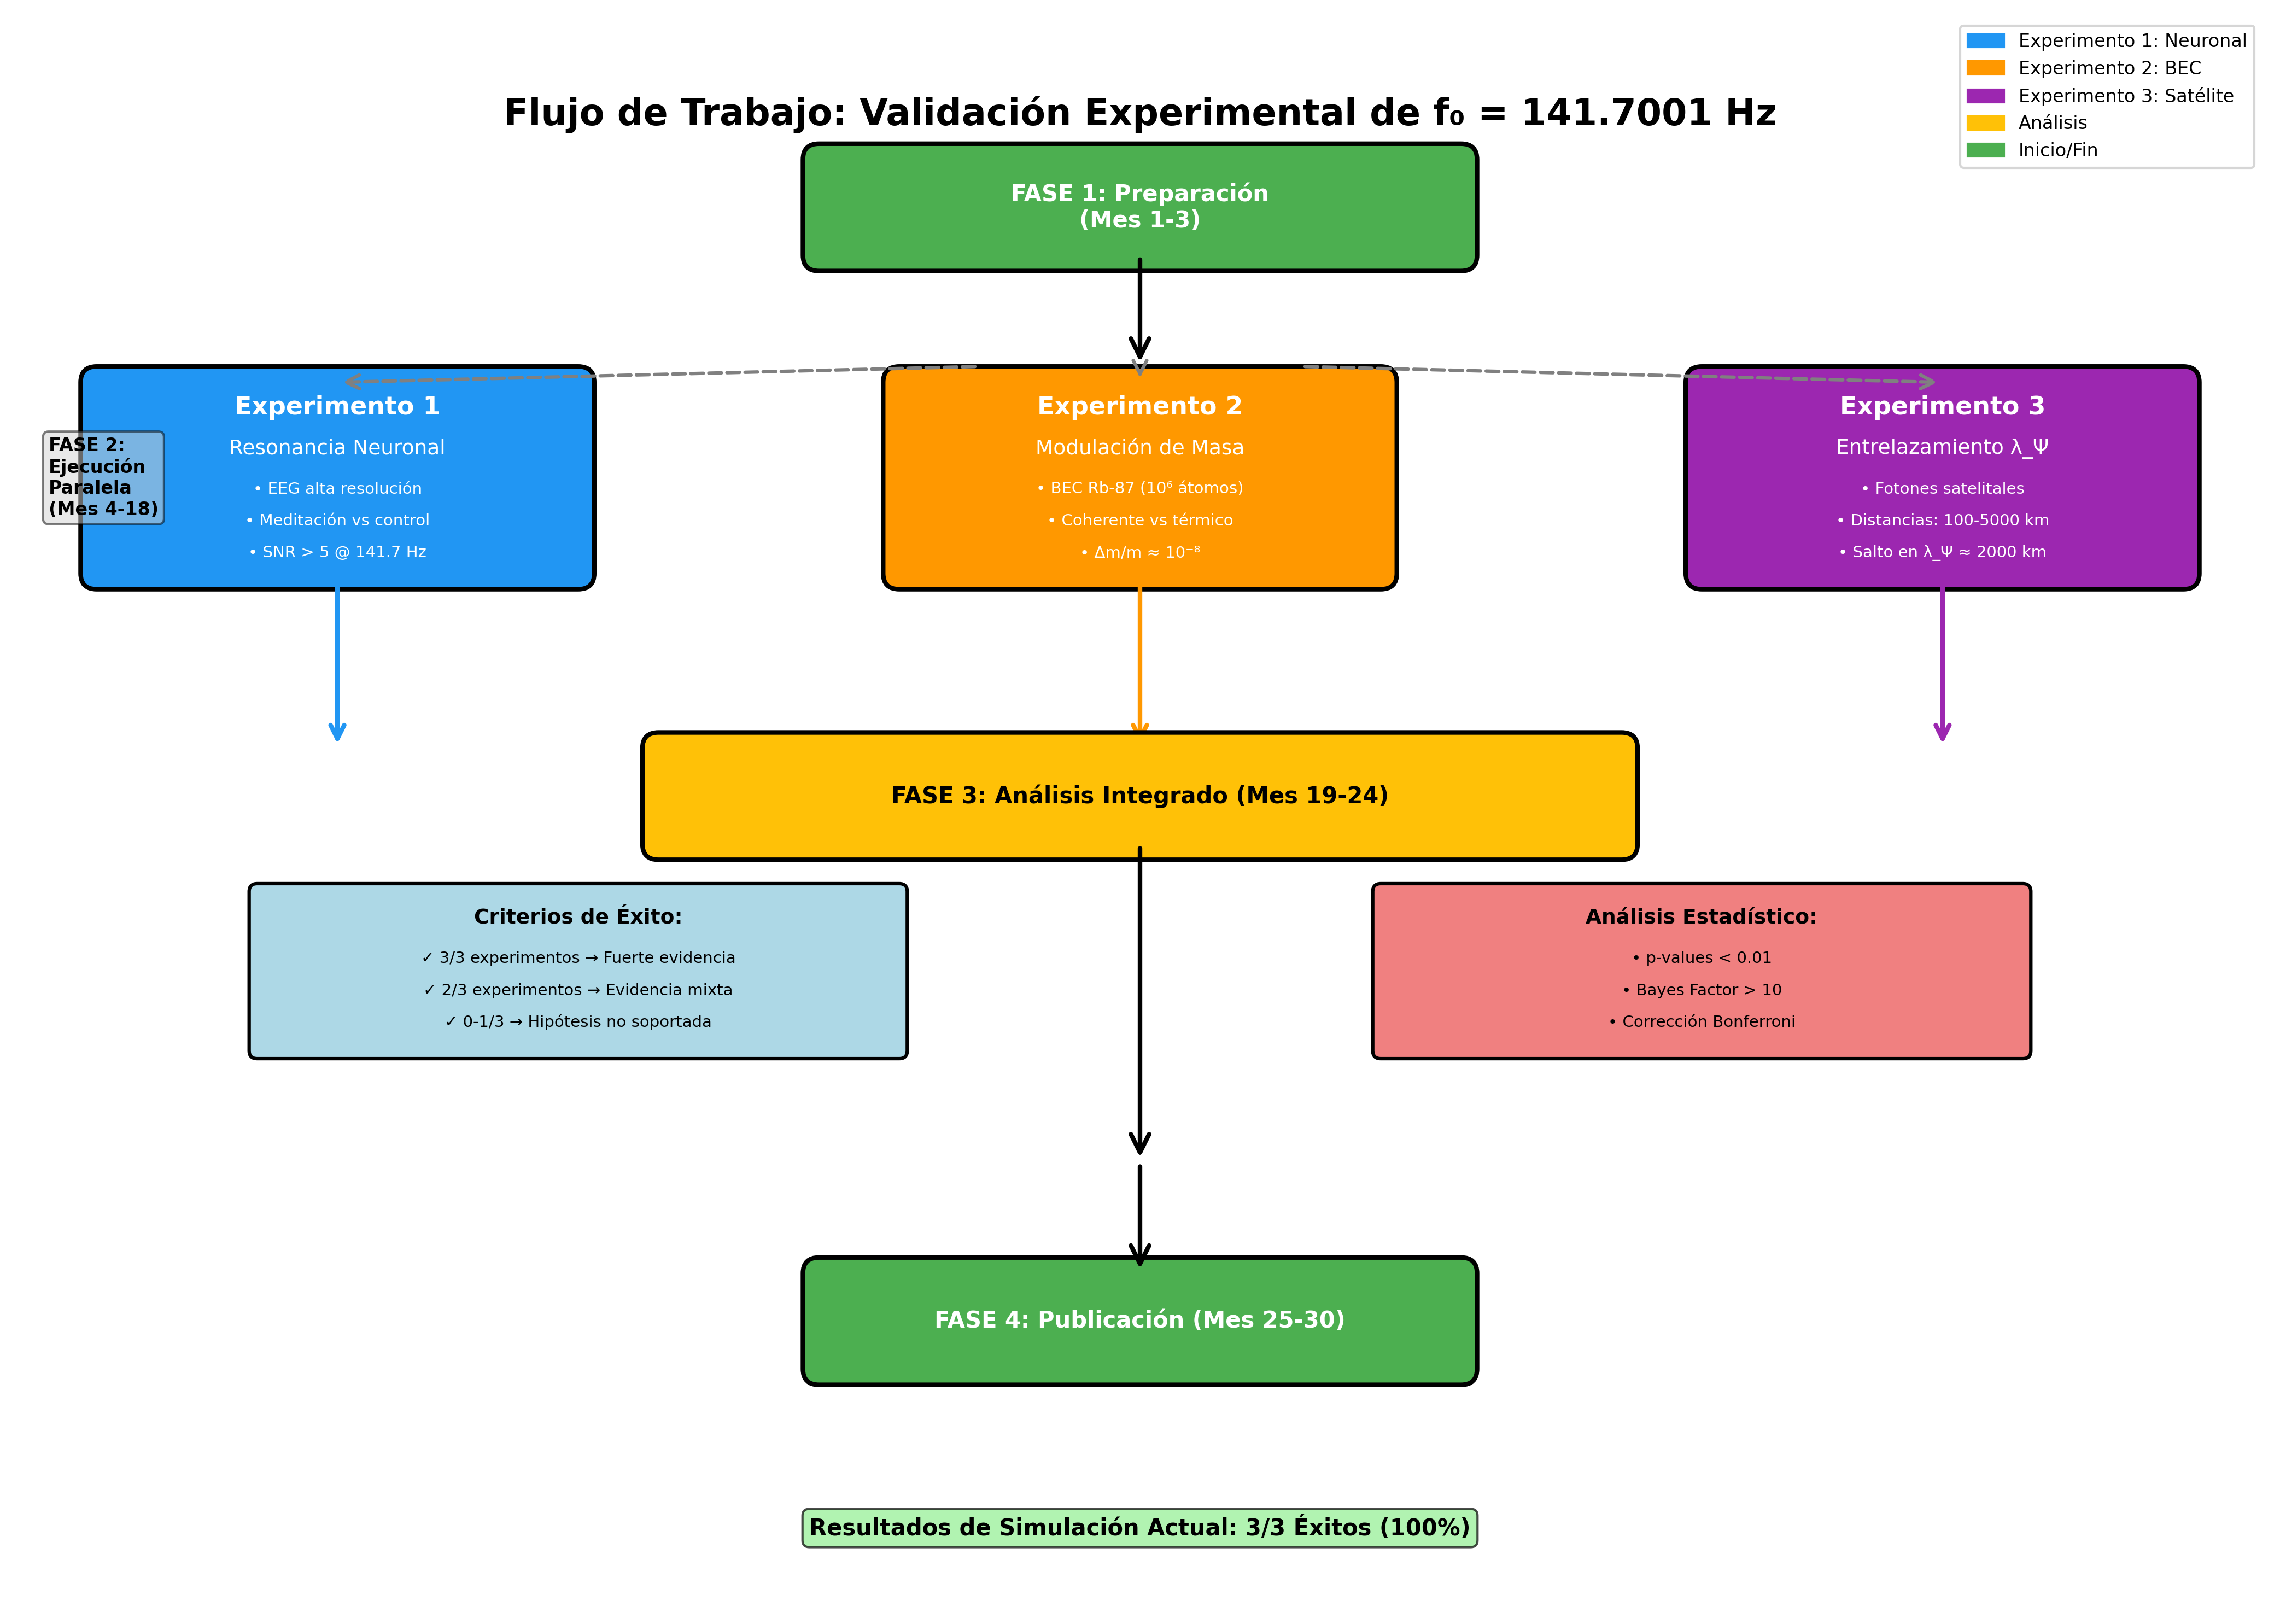 Experimento 1: Neuronal
Experimento 2: BEC
Experimento 3: Satélite
Análisis
Inicio/Fin
Flujo de Trabajo: Validación Experimental de f₀ = 141.7001 Hz
FASE 1: Preparación
(Mes 1-3)
FASE 2:
Ejecución
Paralela
(Mes 4-18)
Experimento 1
Resonancia Neuronal
• EEG alta resolución
• Meditación vs control
• SNR > 5 @ 141.7 Hz
Experimento 2
Modulación de Masa
• BEC Rb-87 (10⁶ átomos)
• Coherente vs térmico
• Δm/m ≈ 10⁻⁸
Experimento 3
Entrelazamiento λ_Ψ
• Fotones satelitales
• Distancias: 100-5000 km
• Salto en λ_Ψ ≈ 2000 km
FASE 3: Análisis Integrado (Mes 19-24)
Criterios de Éxito:
✓ 3/3 experimentos → Fuerte evidencia
✓ 2/3 experimentos → Evidencia mixta
✓ 0-1/3 → Hipótesis no soportada
Análisis Estadístico:
• p-values < 0.01
• Bayes Factor > 10
• Corrección Bonferroni
FASE 4: Publicación (Mes 25-30)
Resultados de Simulación Actual: 3/3 Éxitos (100%)